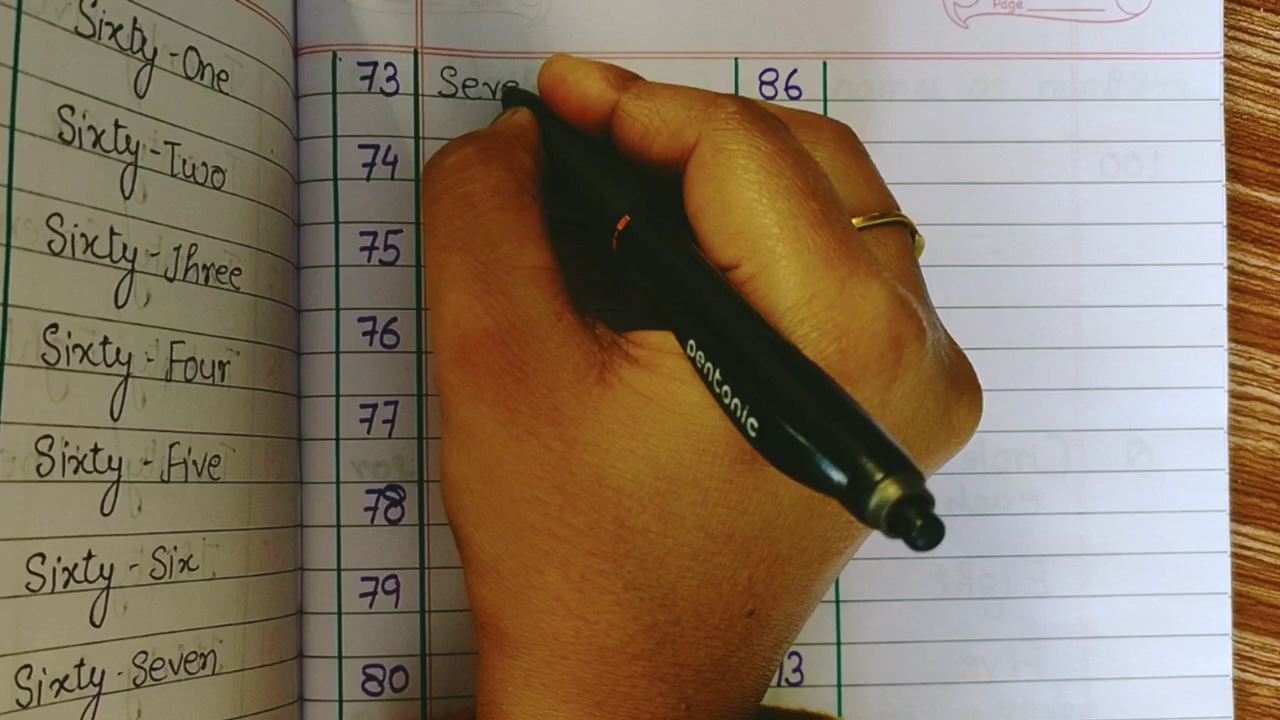 Sixty-One
Sixty-Two
Sixty-Three
Sixty-Four
Sixty-Five
Sixty-Six
Sixty-Seven
Page
73 Seve 86
74
75
76
77
78
79
80
pentonic